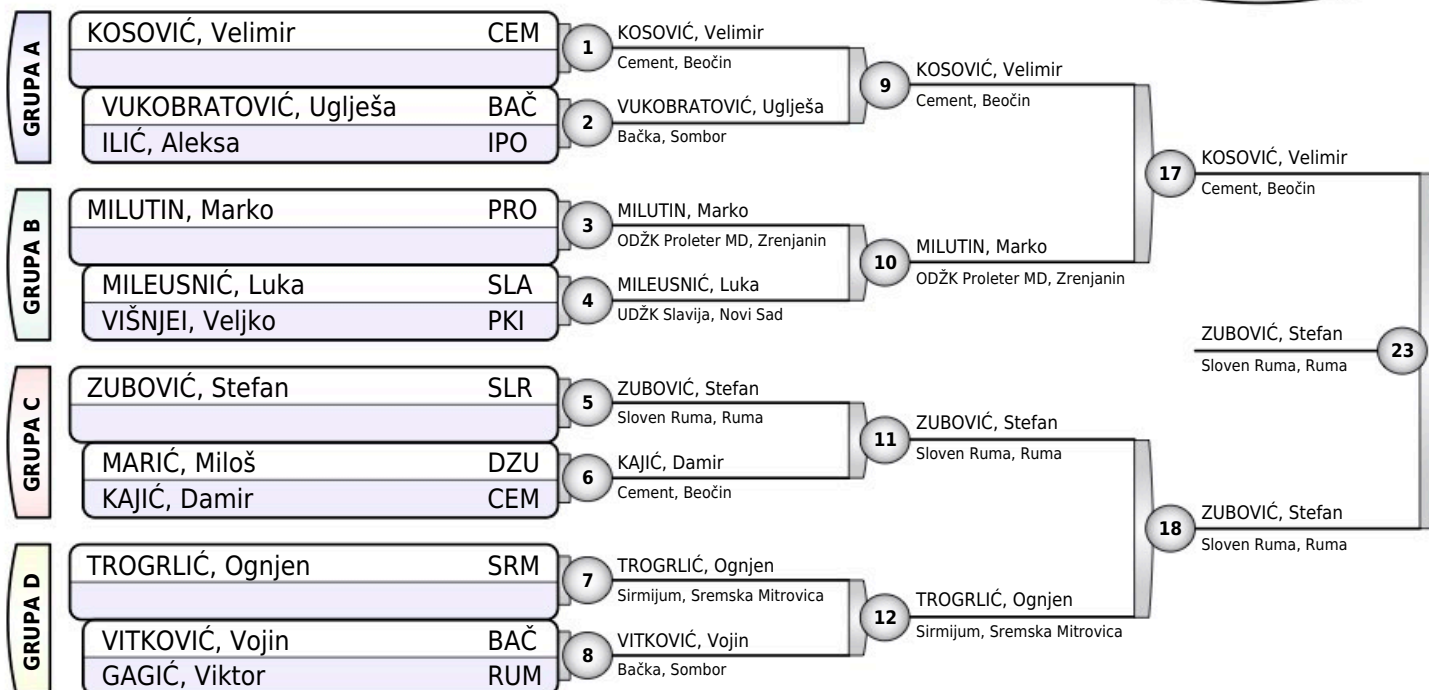 GRUPA A
KOSOVIĆ, Velimir CEM
VUKOBRATOVIĆ, Uglješa BAČ
ILIĆ, Aleksa IPO
GRUPA B
MILUTIN, Marko PRO
MILEUSNIĆ, Luka SLA
VIŠNJEI, Veljko PKI
GRUPA C
ZUBOVIĆ, Stefan SLR
MARIĆ, Miloš DZU
KAJIĆ, Damir CEM
GRUPA D
TROGRLIĆ, Ognjen SRM
VITKOVIĆ, Vojin BAČ
GAGIĆ, Viktor RUM
1
KOSOVIĆ, Velimir
Cement, Beočin
2
VUKOBRATOVIĆ, Uglješa
Bačka, Sombor
3
MILUTIN, Marko
ODŽK Proleter MD, Zrenjanin
4
MILEUSNIĆ, Luka
UDŽK Slavija, Novi Sad
5
ZUBOVIĆ, Stefan
Sloven Ruma, Ruma
6
KAJIĆ, Damir
Cement, Beočin
7
TROGRLIĆ, Ognjen
Sirmijum, Sremska Mitrovica
8
VITKOVIĆ, Vojin
Bačka, Sombor
9
KOSOVIĆ, Velimir
Cement, Beočin
10
MILUTIN, Marko
ODŽK Proleter MD, Zrenjanin
11
ZUBOVIĆ, Stefan
Sloven Ruma, Ruma
12
TROGRLIĆ, Ognjen
Sirmijum, Sremska Mitrovica
17
KOSOVIĆ, Velimir
Cement, Beočin
18
ZUBOVIĆ, Stefan
Sloven Ruma, Ruma
ZUBOVIĆ, Stefan
Sloven Ruma, Ruma
23